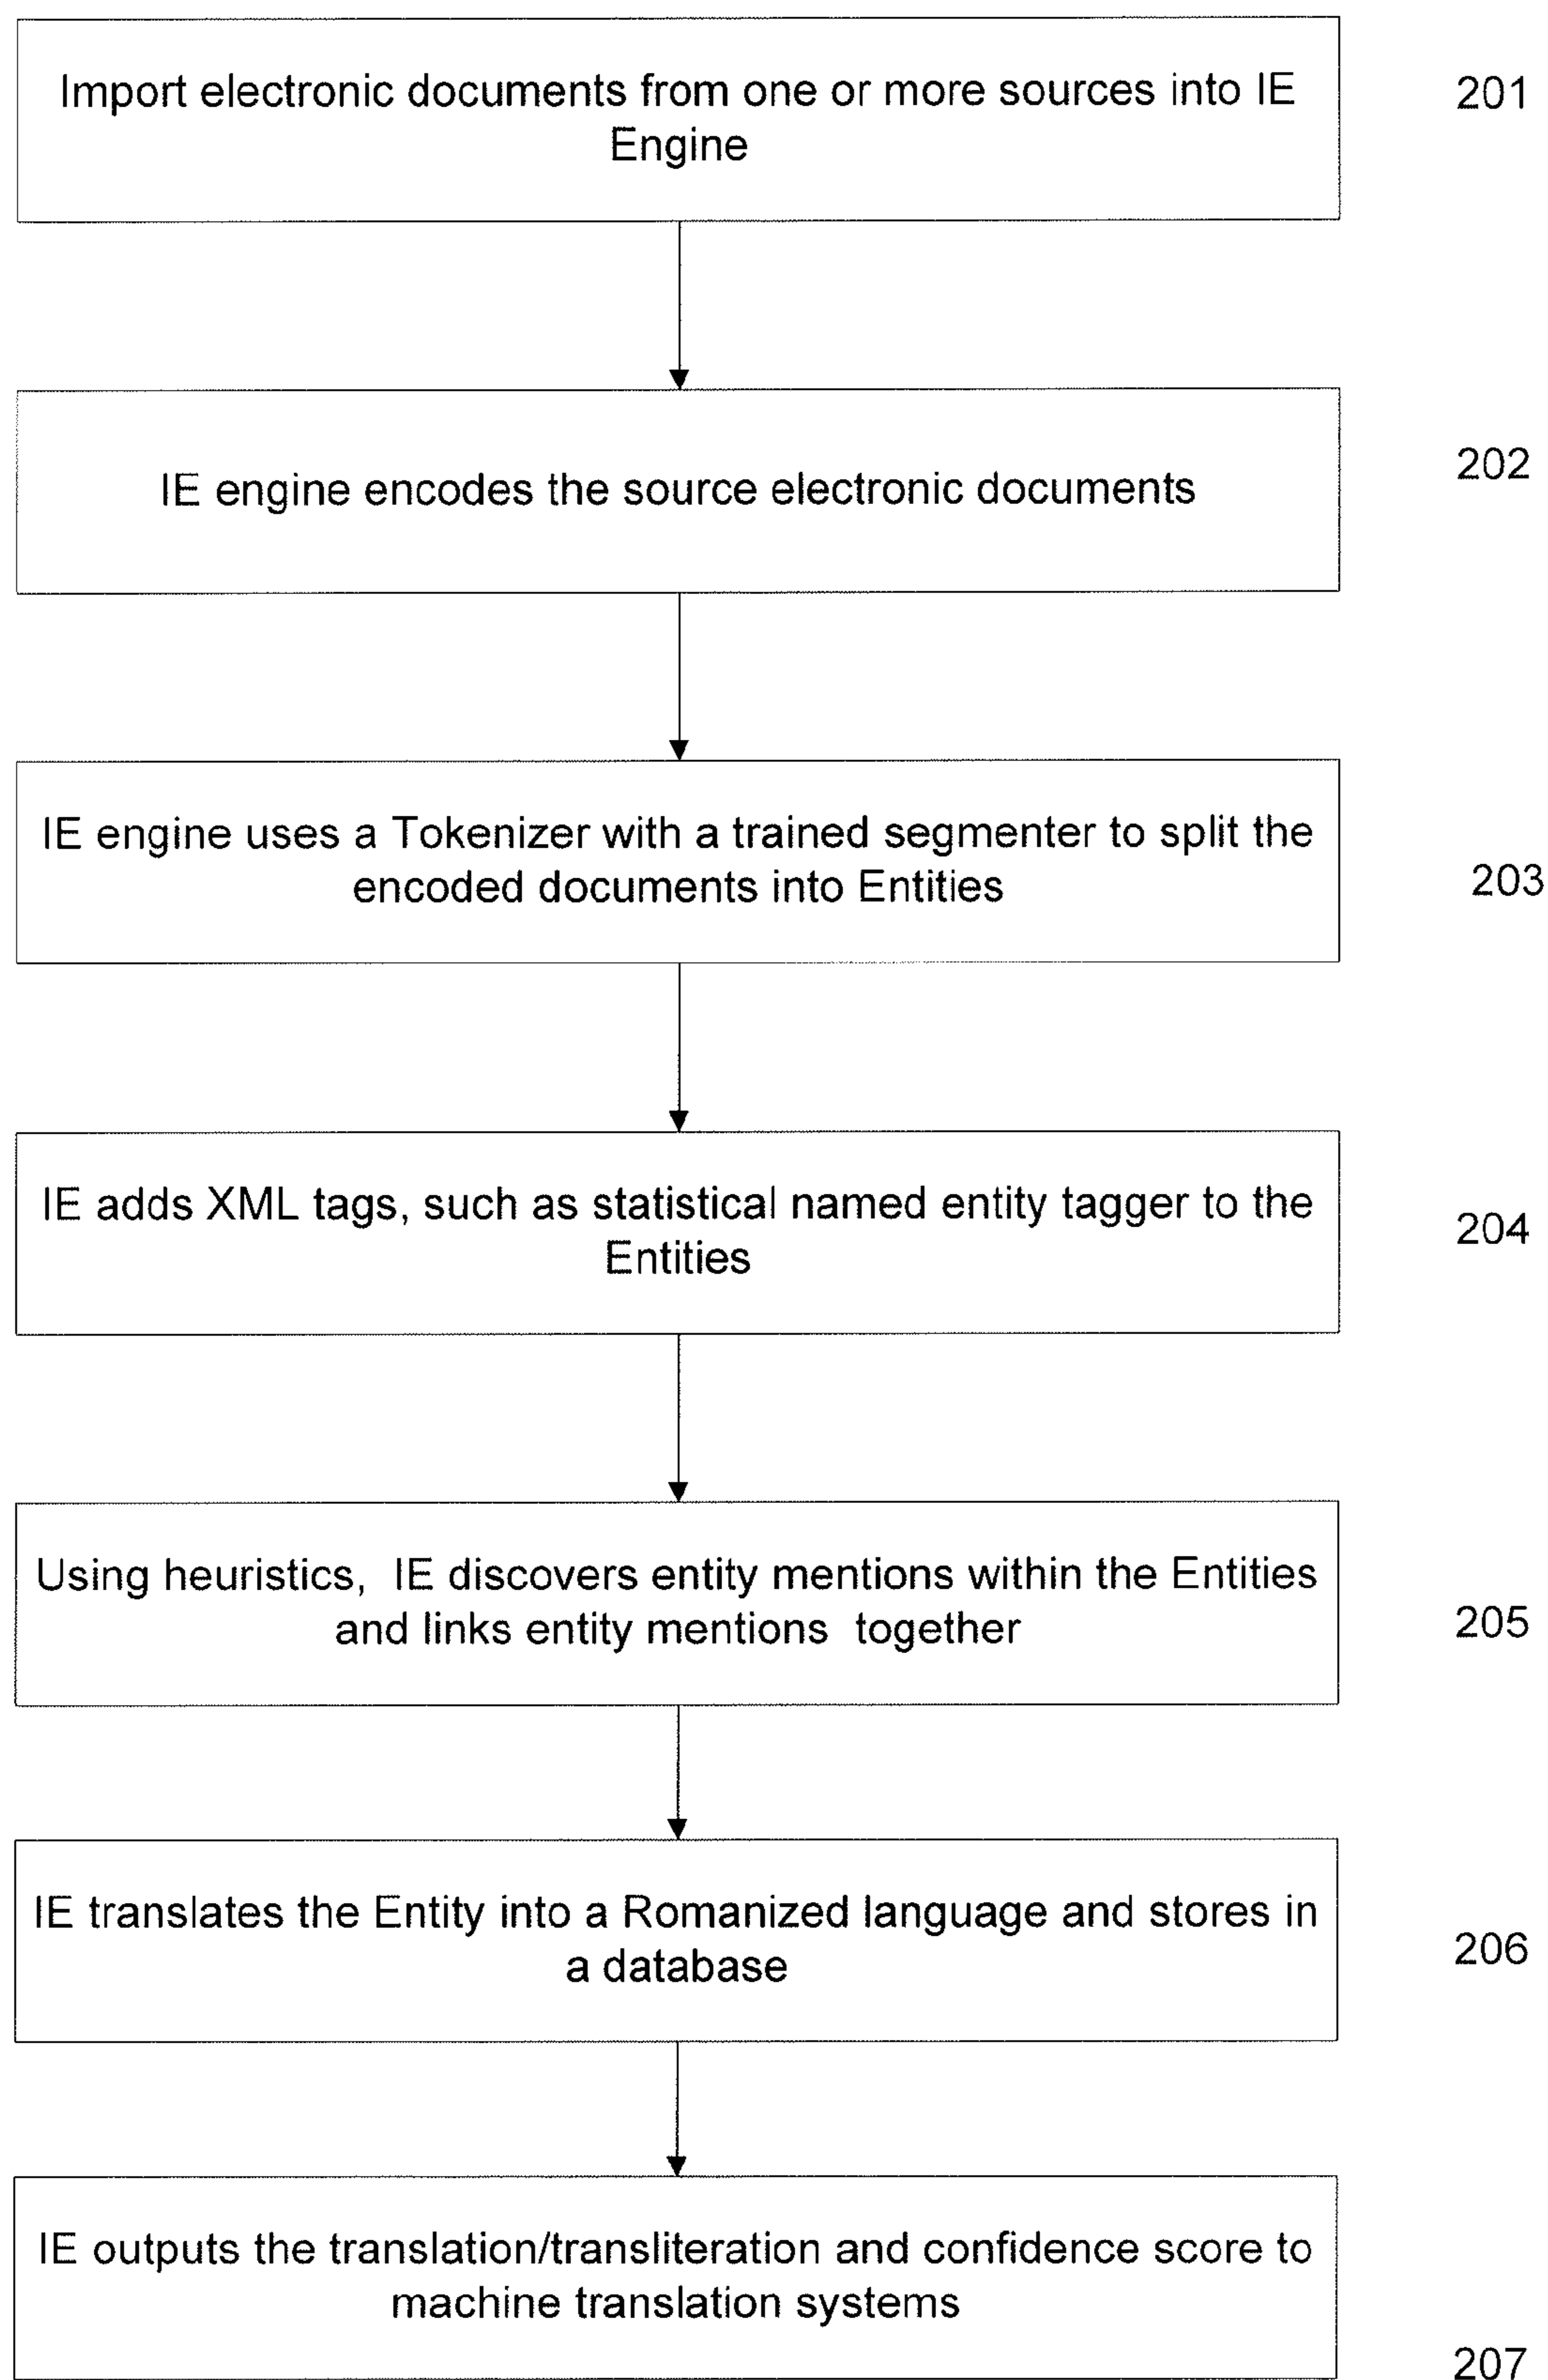 Import electronic documents from one or more sources into IE
Engine
201
IE engine encodes the source electronic documents
202
IE engine uses a Tokenizer with a trained segmenter to split the
encoded documents into Entities
203
IE adds XML tags, such as statistical named entity tagger to the
Entities
204
Using heuristics, IE discovers entity mentions within the Entities
and links entity mentions together
205
IE translates the Entity into a Romanized language and stores in
a database
206
IE outputs the translation/transliteration and confidence score to
machine translation systems
207